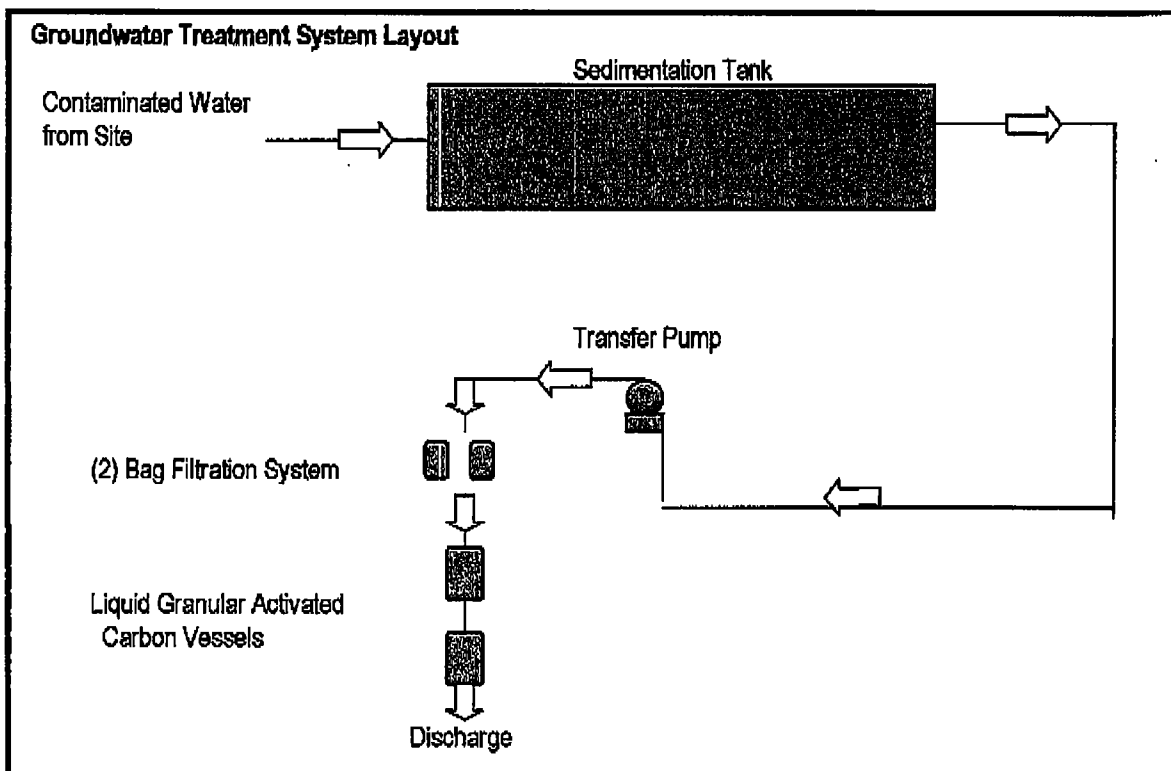 Groundwater Treatment System Layout
Sedimentation Tank
Contaminated Water
from Site
Transfer Pump
(2) Bag Filtration System
Liquid Granular Activated
Carbon Vessels
Discharge